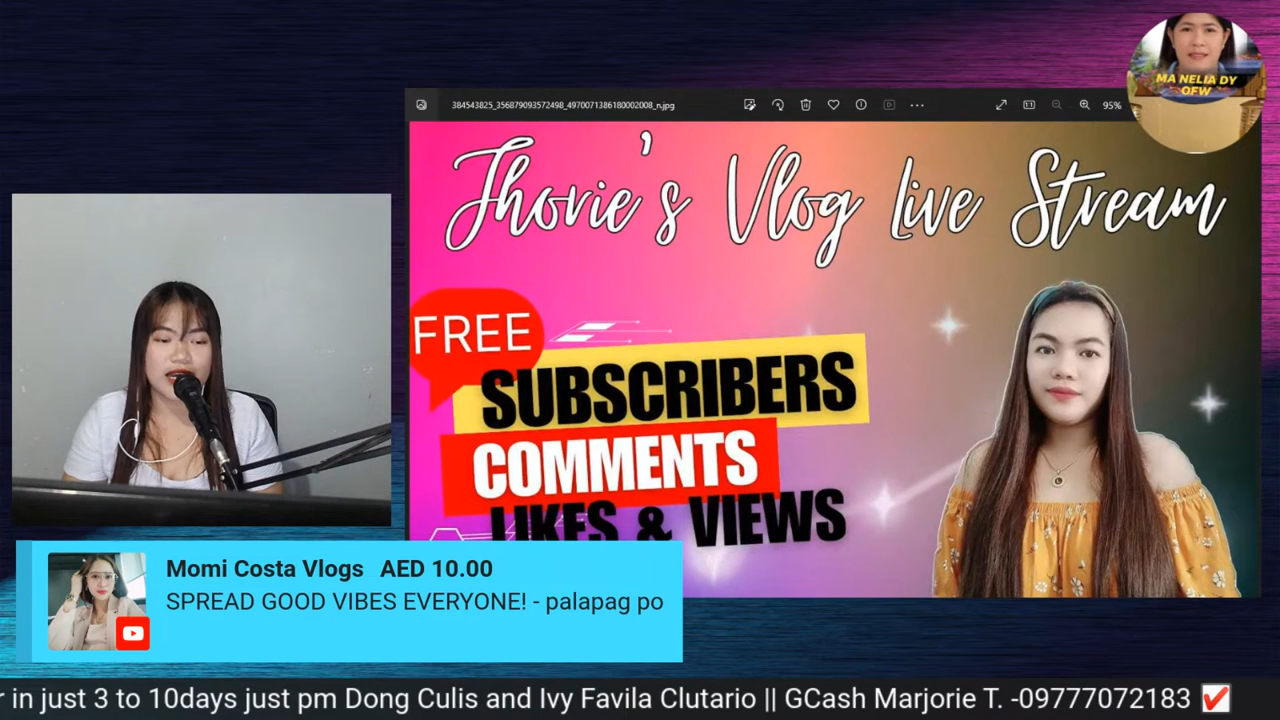 MA NELIA DY
OFW
384543825_356879093572498_4970071386180002008_n.jpg
95%
Jhovie's Vlog Live Stream
FREE
SUBSCRIBERS
COMMENTS
LIKES & VIEWS
Momi Costa Vlogs AED 10.00
SPREAD GOOD VIBES EVERYONE! - palapag po
r in just 3 to 10days just pm Dong Culis and Ivy Favila Clutario || GCash Marjorie T. -09777072183 ✅